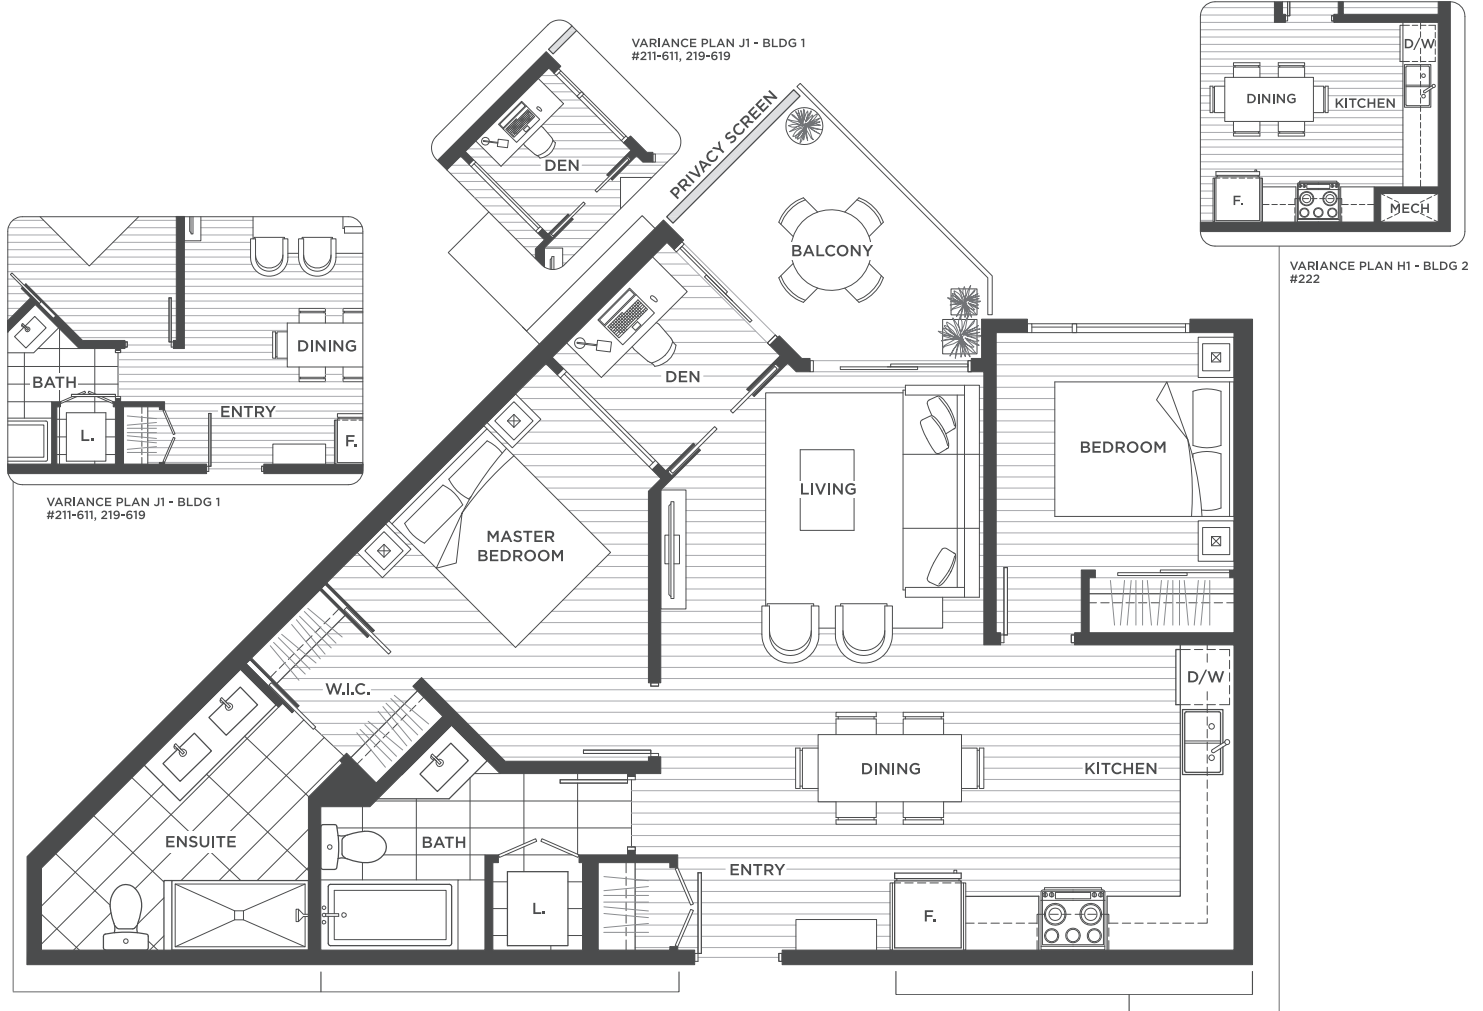 VARIANCE PLAN J1 - BLDG 1
#211-611, 219-619
DEN
D/W
DINING
KITCHEN
F.
MECH
VARIANCE PLAN H1 - BLDG 2
#222
PRIVACY SCREEN
BALCONY
DINING
BATH
ENTRY
L.
F.
VARIANCE PLAN J1 - BLDG 1
#211-611, 219-619
DEN
BEDROOM
LIVING
MASTER
BEDROOM
W.I.C.
D/W
DINING
KITCHEN
ENSUITE
BATH
ENTRY
L.
F.